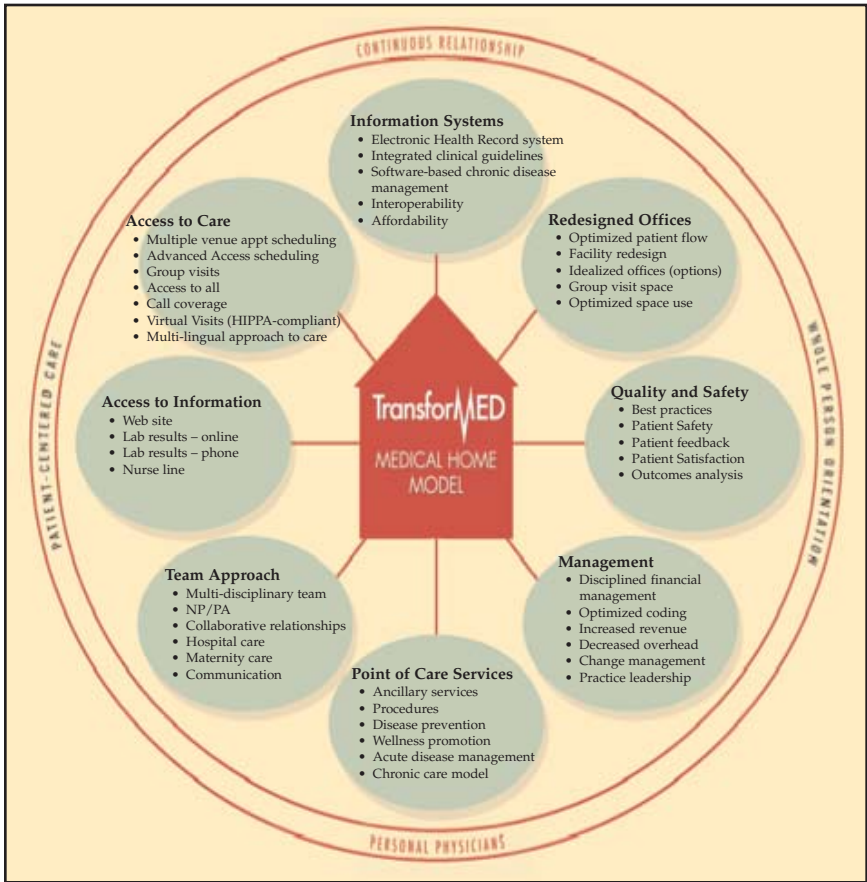 CONTINUOUS RELATIONSHIP
Information Systems
• Electronic Health Record system
• Integrated clinical guidelines
• Software-based chronic disease
management
• Interoperability
• Affordability
Access to Care
• Multiple venue appt scheduling
• Advanced Access scheduling
• Group visits
• Access to all
• Call coverage
• Virtual Visits (HIPPA-compliant)
• Multi-lingual approach to care
Redesigned Offices
• Optimized patient flow
• Facility redesign
• Idealized offices (options)
• Group visit space
• Optimized space use
PATIENT-CENTERED CARE
Access to Information
• Web site
• Lab results – online
• Lab results – phone
• Nurse line
TransforMED
MEDICAL HOME
MODEL
Quality and Safety
• Best practices
• Patient Safety
• Patient feedback
• Patient Satisfaction
• Outcomes analysis
WHOLE PERSON ORIENTATION
Team Approach
• Multi-disciplinary team
• NP/PA
• Collaborative relationships
• Hospital care
• Maternity care
• Communication
Management
• Disciplined financial
management
• Optimized coding
• Increased revenue
• Decreased overhead
• Change management
• Practice leadership
Point of Care Services
• Ancillary services
• Procedures
• Disease prevention
• Wellness promotion
• Acute disease management
• Chronic care model
PERSONAL PHYSICIANS